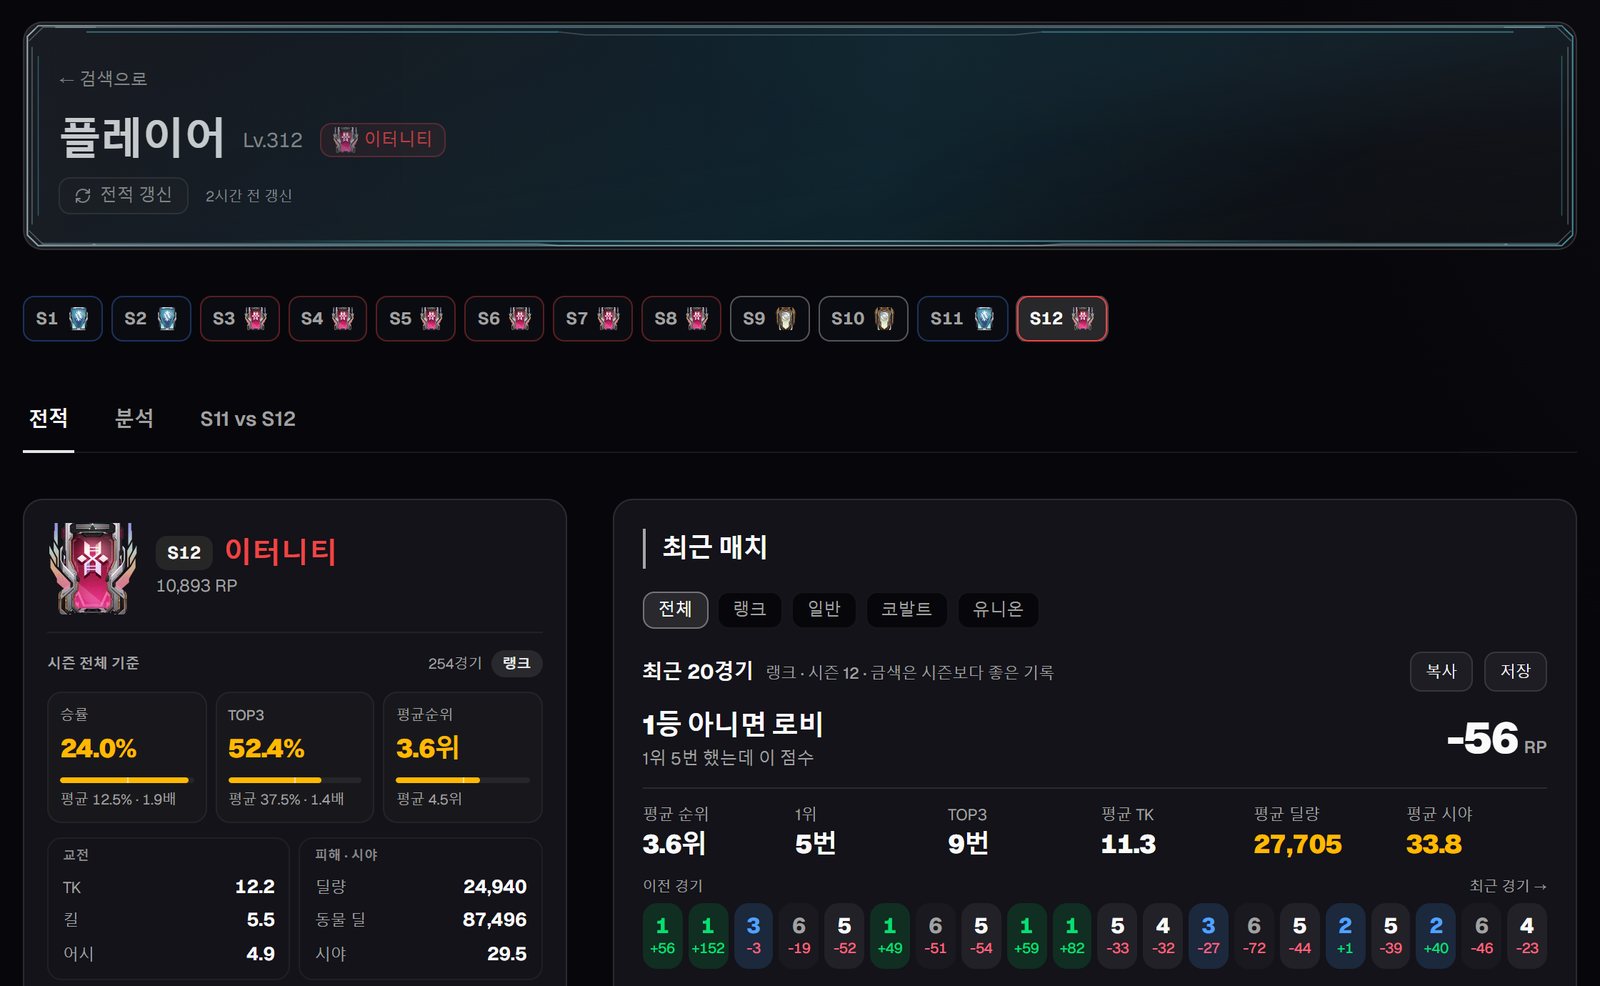 ← 검색으로
플레이어 Lv.312 이터니티
전적 갱신 2시간 전 갱신
S1 S2 S3 S4 S5 S6 S7 S8 S9 S10 S11 S12
전적 분석 S11 vs S12
S12 이터니티
10,893 RP
시즌 전체 기준 254경기 랭크
승률 TOP3 평균순위
24.0% 52.4% 3.6위
평균 12.5% · 1.9배 평균 37.5% · 1.4배 평균 4.5위
교전
TK 12.2
킬 5.5
어시 4.9
피해 · 시야
딜량 24,940
동물 딜 87,496
시야 29.5
최근 매치
전체 랭크 일반 코발트 유니온
최근 20경기 랭크 · 시즌 12 · 금색은 시즌보다 좋은 기록 복사 저장
1등 아니면 로비
1위 5번 했는데 이 점수
-56 RP
평균 순위 1위 TOP3 평균 TK 평균 딜량 평균 시야
3.6위 5번 9번 11.3 27,705 33.8
이전 경기 최근 경기 →
1 1 3 6 5 1 6 5 1 1 5 4 3 6 5 2 5 2 6 4
+56 +152 -3 -19 -52 +49 -51 -54 +59 +82 -33 -32 -27 -72 -44 +1 -39 +40 -46 -23